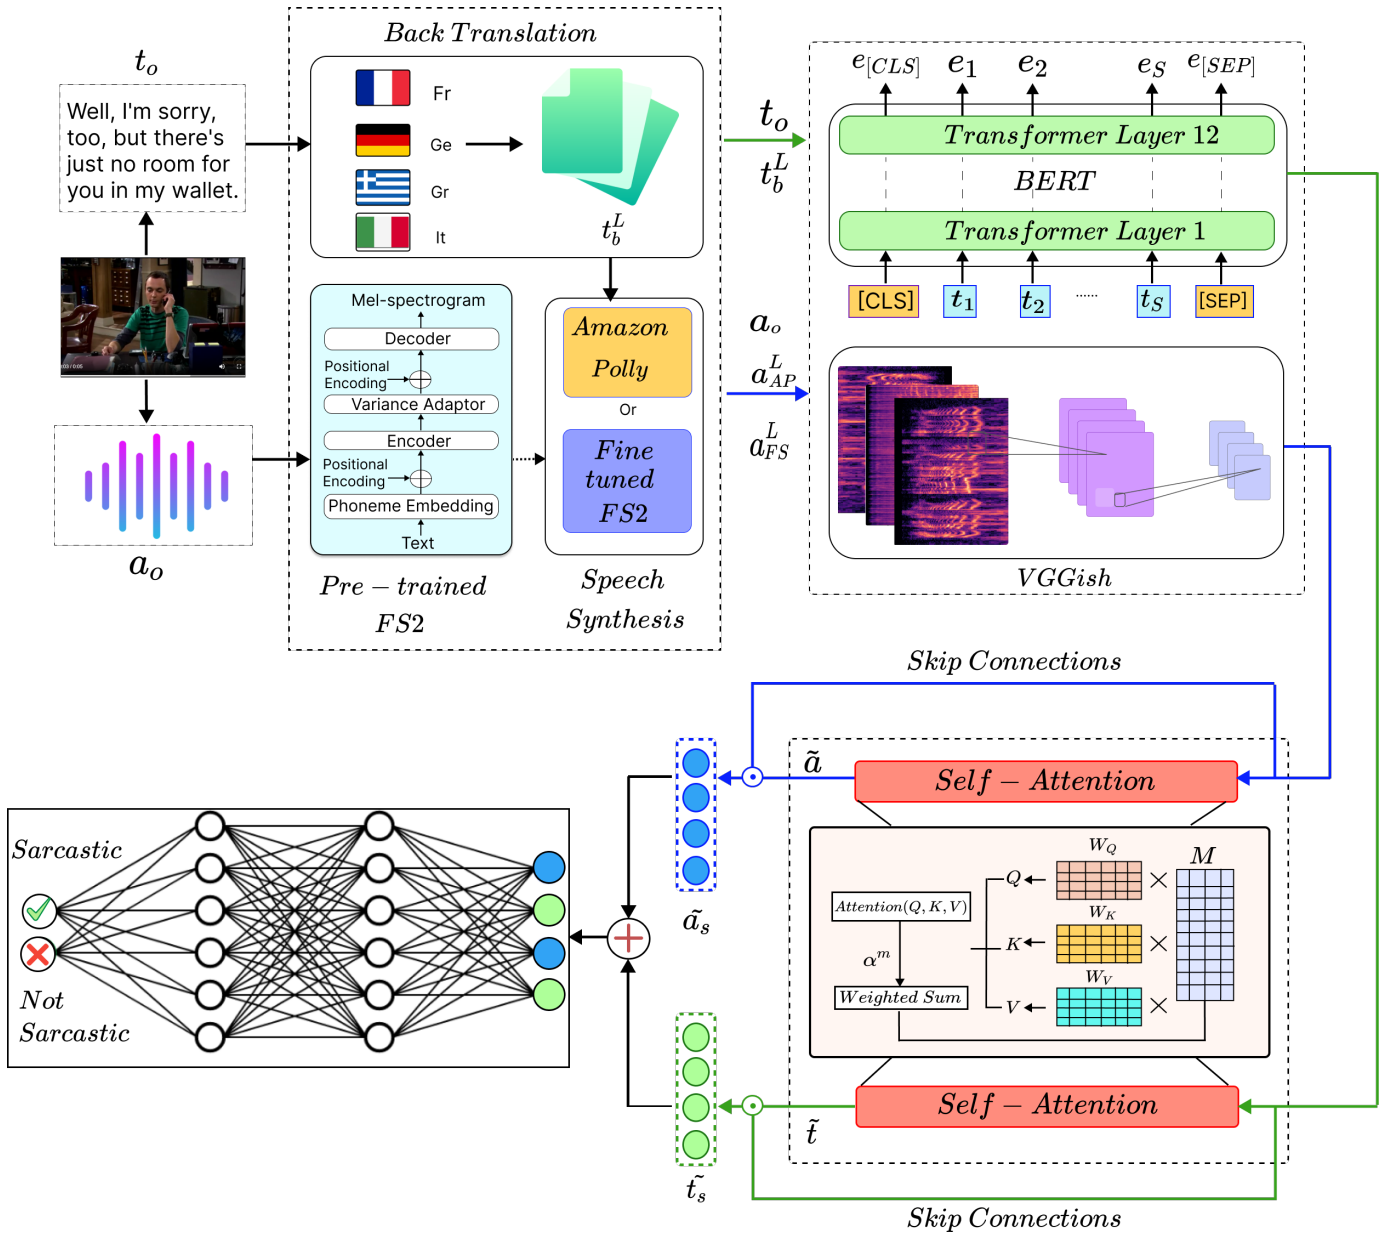 t_o
Well, I'm sorry,
too, but there's
just no room for
you in my wallet.
a_o
Back Translation
Fr
Ge
Gr
It
t_b^L
Mel-spectrogram
Decoder
Positional
Encoding
Variance Adaptor
Encoder
Positional
Encoding
Phoneme Embedding
Text
Pre - trained
FS2
Amazon
Polly
Or
Fine
tuned
FS2
Speech
Synthesis
t_o
t_b^L
a_o
a_AP^L
a_FS^L
e_[CLS] e_1 e_2 e_S e_[SEP]
Transformer Layer 12
BERT
Transformer Layer 1
[CLS] t_1 t_2 ...... t_S [SEP]
VGGish
Skip Connections
ã
Self - Attention
W_Q
M
Q
×
Attention(Q, K, V)
W_K
K
×
α^m
W_V
V
×
Weighted Sum
Self - Attention
t̃
Skip Connections
ã_s
t̃_s
Sarcastic
Not
Sarcastic